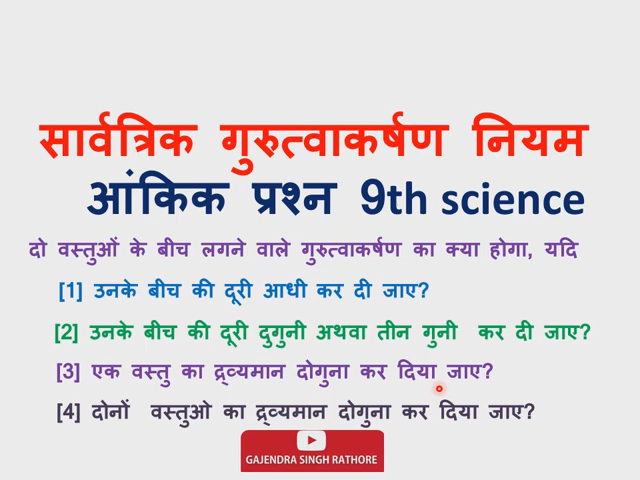 सार्वत्रिक गुरुत्वाकर्षण नियम
आंकिक प्रश्न 9th science
दो वस्तुओं के बीच लगने वाले गुरुत्वाकर्षण का क्या होगा, यदि
[1] उनके बीच की दूरी आधी कर दी जाए?
[2] उनके बीच की दूरी दुगुनी अथवा तीन गुनी कर दी जाए?
[3] एक वस्तु का द्रव्यमान दोगुना कर दिया जाए?
[4] दोनों वस्तुओ का द्रव्यमान दोगुना कर दिया जाए?
GAJENDRA SINGH RATHORE